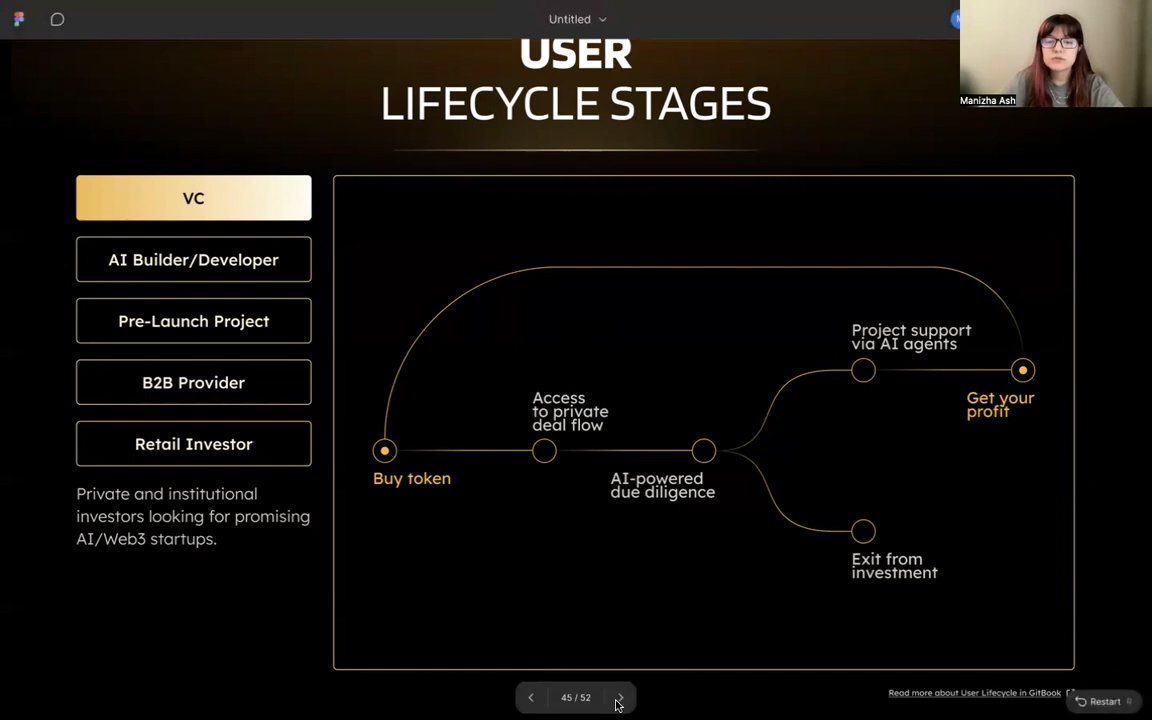 Untitled
Manizha Ash
USER
LIFECYCLE STAGES
VC
AI Builder/Developer
Pre-Launch Project
B2B Provider
Retail Investor
Private and institutional
investors looking for promising
AI/Web3 startups.
Buy token
Access
to private
deal flow
AI-powered
due diligence
Project support
via AI agents
Get your
profit
Exit from
investment
45 / 52
Read more about User Lifecycle in GitBook
Restart